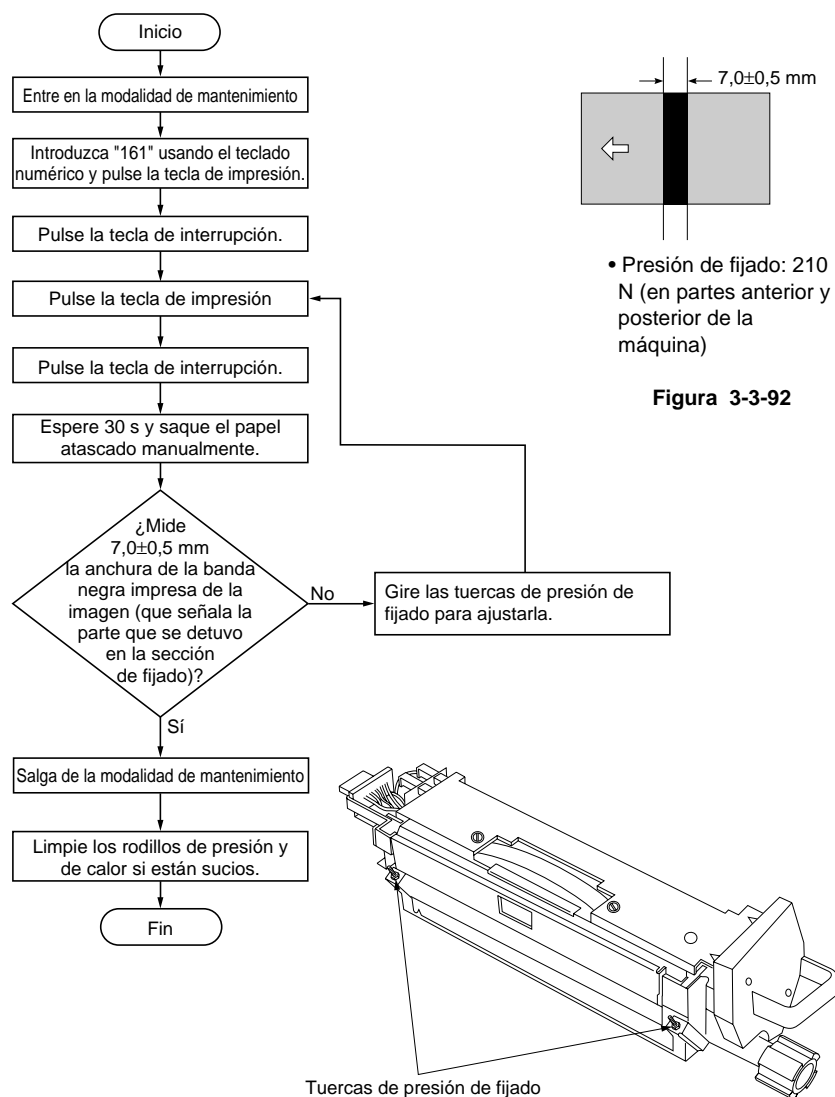 Inicio
Entre en la modalidad de mantenimiento
Introduzca "161" usando el teclado
numérico y pulse la tecla de impresión.
Pulse la tecla de interrupción.
Pulse la tecla de impresión
Pulse la tecla de interrupción.
Espere 30 s y saque el papel
atascado manualmente.
¿Mide
7,0±0,5 mm
la anchura de la banda
negra impresa de la
imagen (que señala la
parte que se detuvo
en la sección
de fijado)?
No
Gire las tuercas de presión de
fijado para ajustarla.
Sí
Salga de la modalidad de mantenimiento
Limpie los rodillos de presión y
de calor si están sucios.
Fin
7,0±0,5 mm
• Presión de fijado: 210
N (en partes anterior y
posterior de la
máquina)
Figura 3-3-92
Tuercas de presión de fijado